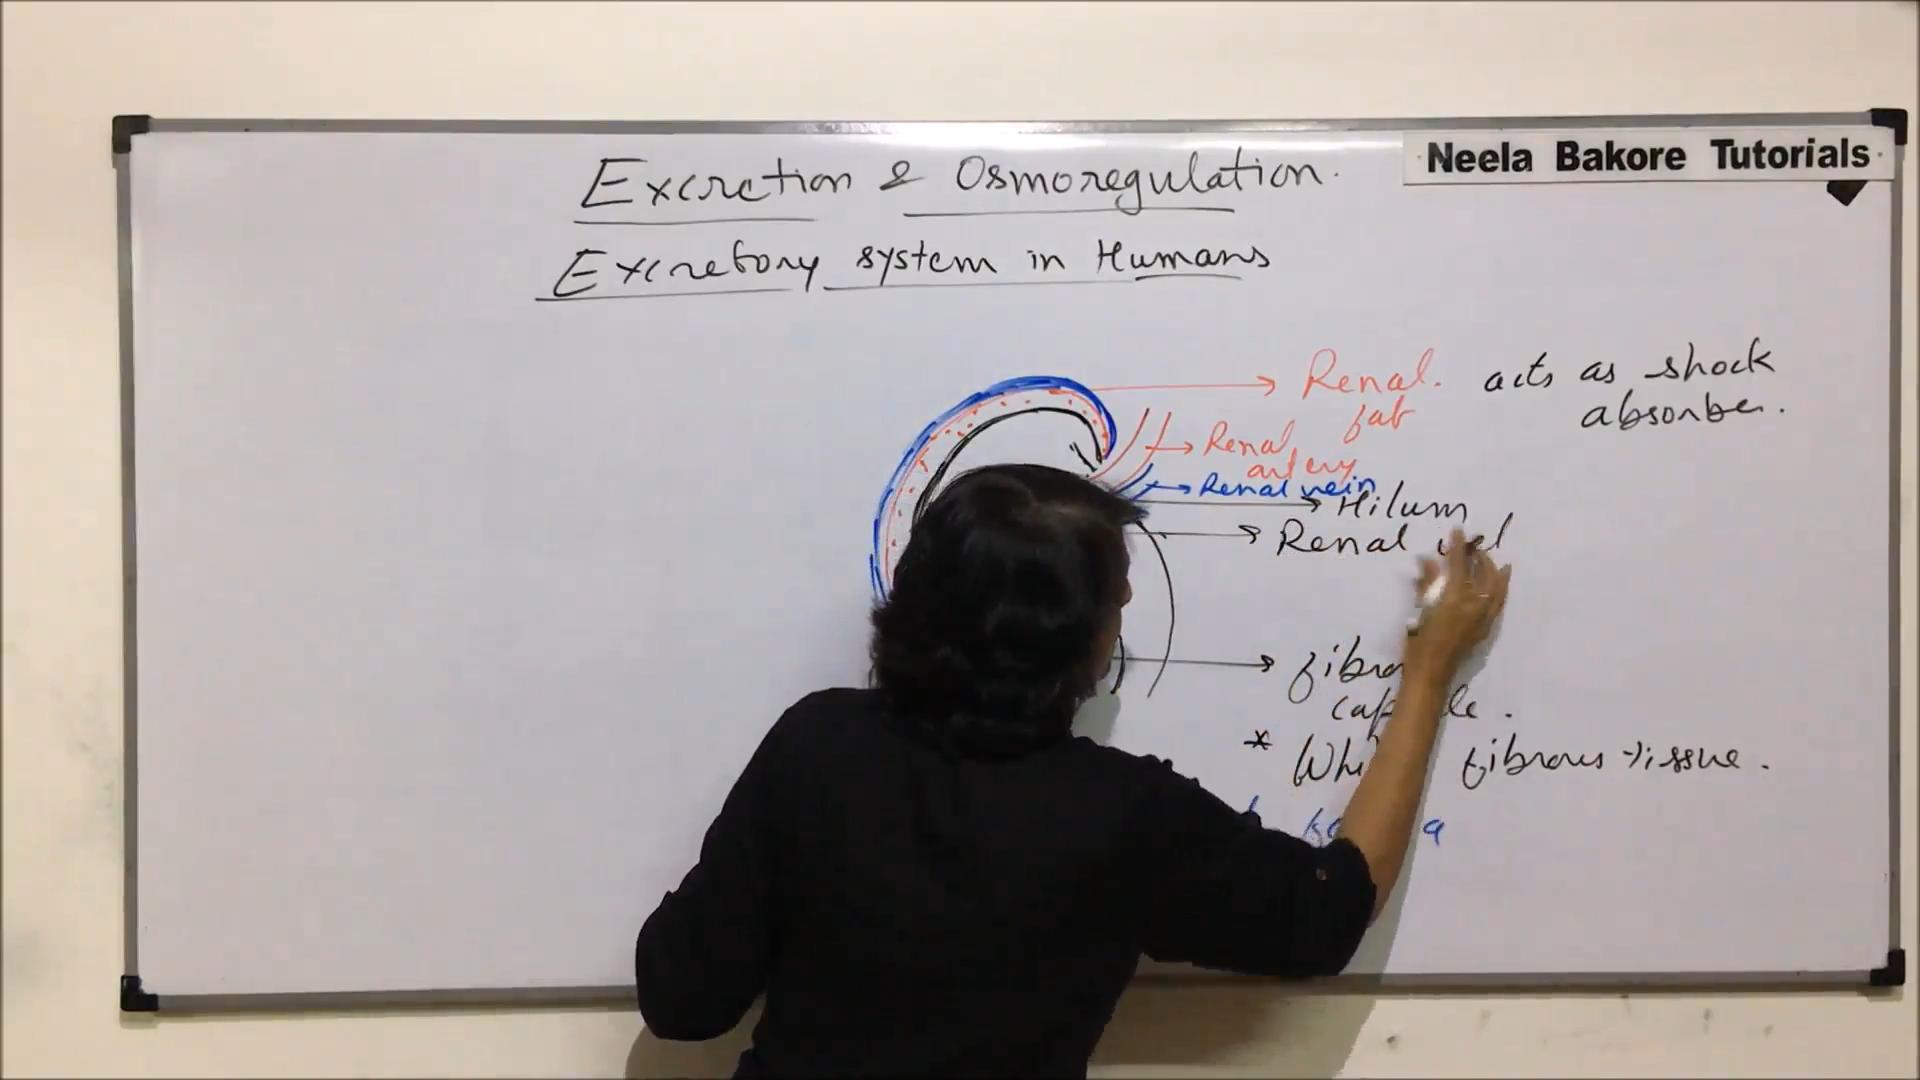 Neela Bakore Tutorials
Excretion & Osmoregulation.
Excretory system in Humans
Renal. acts as shock
fat absorber.
Renal
artery
Renal vein
Hilum
Renal
* fibrous tissue.